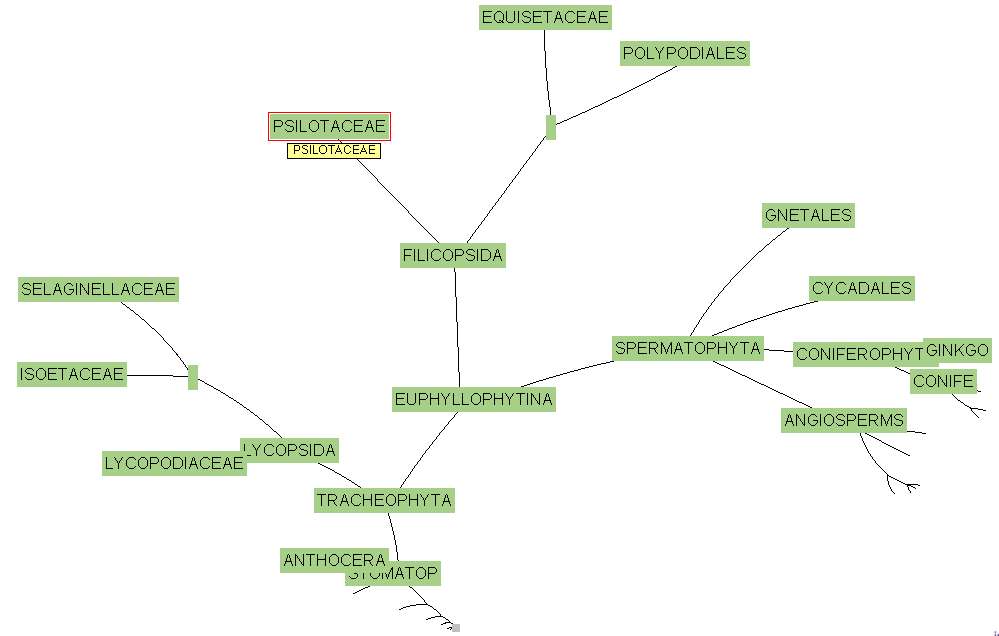 EQUISETACEAE
POLYPODIALES
PSILOTACEAE
PSILOTACEAE
GNETALES
FILICOPSIDA
SELAGINELLACEAE
CYCADALES
SPERMATOPHYTA
CONIFEROPHYT
GINKGO
ISOETACEAE
CONIFE
EUPHYLLOPHYTINA
ANGIOSPERMS
LYCOPSIDA
LYCOPODIACEAE
TRACHEOPHYTA
ANTHOCERA
STOMATOP